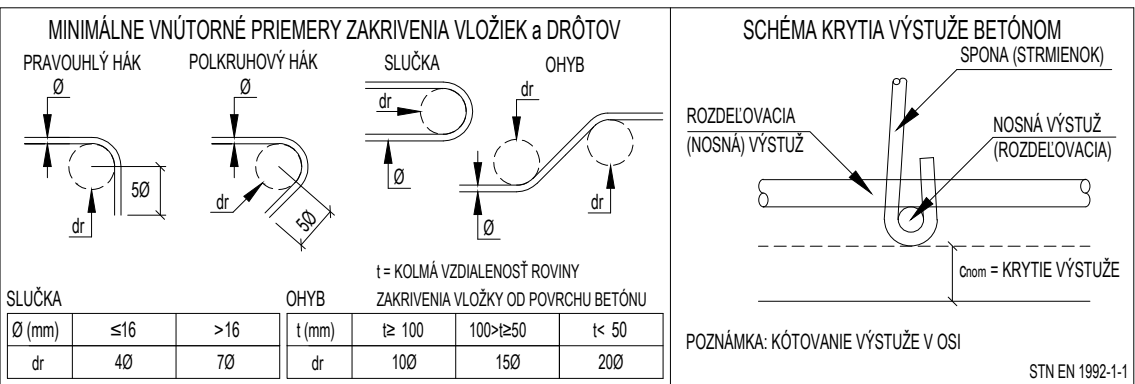 MINIMÁLNE VNÚTORNÉ PRIEMERY ZAKRIVENIA VLOŽIEK a DRÔTOV
PRAVOUHLÝ HÁK
Ø
5Ø
dr
POLKRUHOVÝ HÁK
Ø
dr
5Ø
SLUČKA
dr
Ø
OHYB
dr
Ø
dr
t = KOLMÁ VZDIALENOSŤ ROVINY
ZAKRIVENIA VLOŽKY OD POVRCHU BETÓNU
SLUČKA
Ø (mm) ≤16 >16
dr 4Ø 7Ø
OHYB
t (mm) t≥ 100 100>t≥50 t< 50
dr 10Ø 15Ø 20Ø
SCHÉMA KRYTIA VÝSTUŽE BETÓNOM
SPONA (STRMIENOK)
ROZDEĽOVACIA
(NOSNÁ) VÝSTUŽ
NOSNÁ VÝSTUŽ
(ROZDEĽOVACIA)
cnom = KRYTIE VÝSTUŽE
POZNÁMKA: KÓTOVANIE VÝSTUŽE V OSI
STN EN 1992-1-1